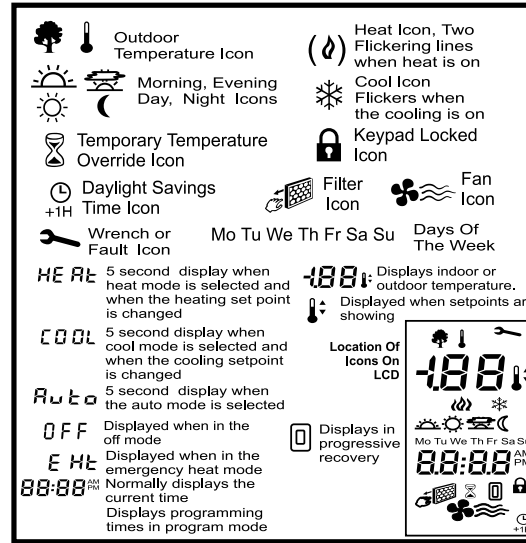 Outdoor
Temperature Icon
Heat Icon, Two
Flickering lines
when heat is on
Morning, Evening
Day, Night Icons
Cool Icon
Flickers when
the cooling is on
Temporary Temperature
Override Icon
Keypad Locked
Icon
+1H
Daylight Savings
Time Icon
Filter
Icon
Fan
Icon
Wrench or
Fault Icon
Mo Tu We Th Fr Sa Su
Days Of
The Week
HEAt
5 second display when
heat mode is selected and
when the heating set point
is changed
-188
Displays indoor or
outdoor temperature.
Displayed when setpoints
showing
COOL
5 second display when
cool mode is selected and
when the cooling setpoint
is changed
Auto
5 second display when
the auto mode is selected
OFF
Displayed when in the
off mode
E Ht
Displayed when in the
emergency heat mode
88:88 AM PM
Normally displays the
current time
Displays programming
times in program mode
0
Displays in
progressive
recovery
Location Of
Icons On
LCD
-188
Mo Tu We Th Fr Sa Su
88:88 AM PM
0
+1H